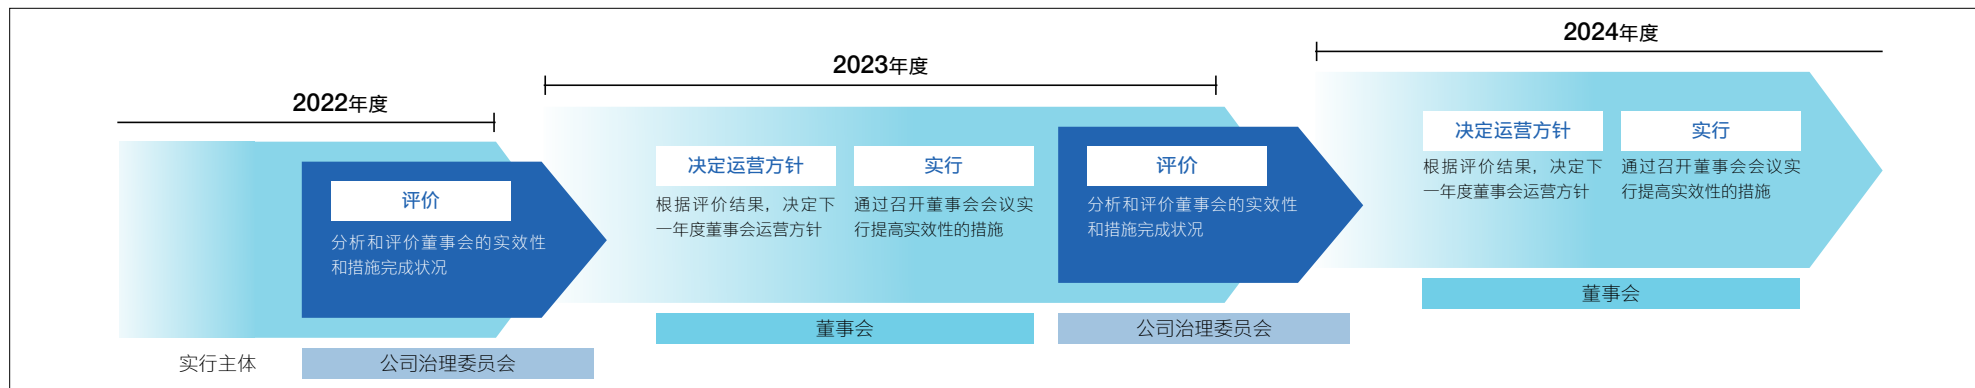 2022年度
评价
分析和评价董事会的实效性
和措施完成状况
实行主体
公司治理委员会
2023年度
决定运营方针
根据评价结果，决定下
一年度董事会运营方针
实行
通过召开董事会会议实
行提高实效性的措施
董事会
评价
分析和评价董事会的实效性
和措施完成状况
公司治理委员会
2024年度
决定运营方针
根据评价结果，决定下
一年度董事会运营方针
实行
通过召开董事会会议实
行提高实效性的措施
董事会